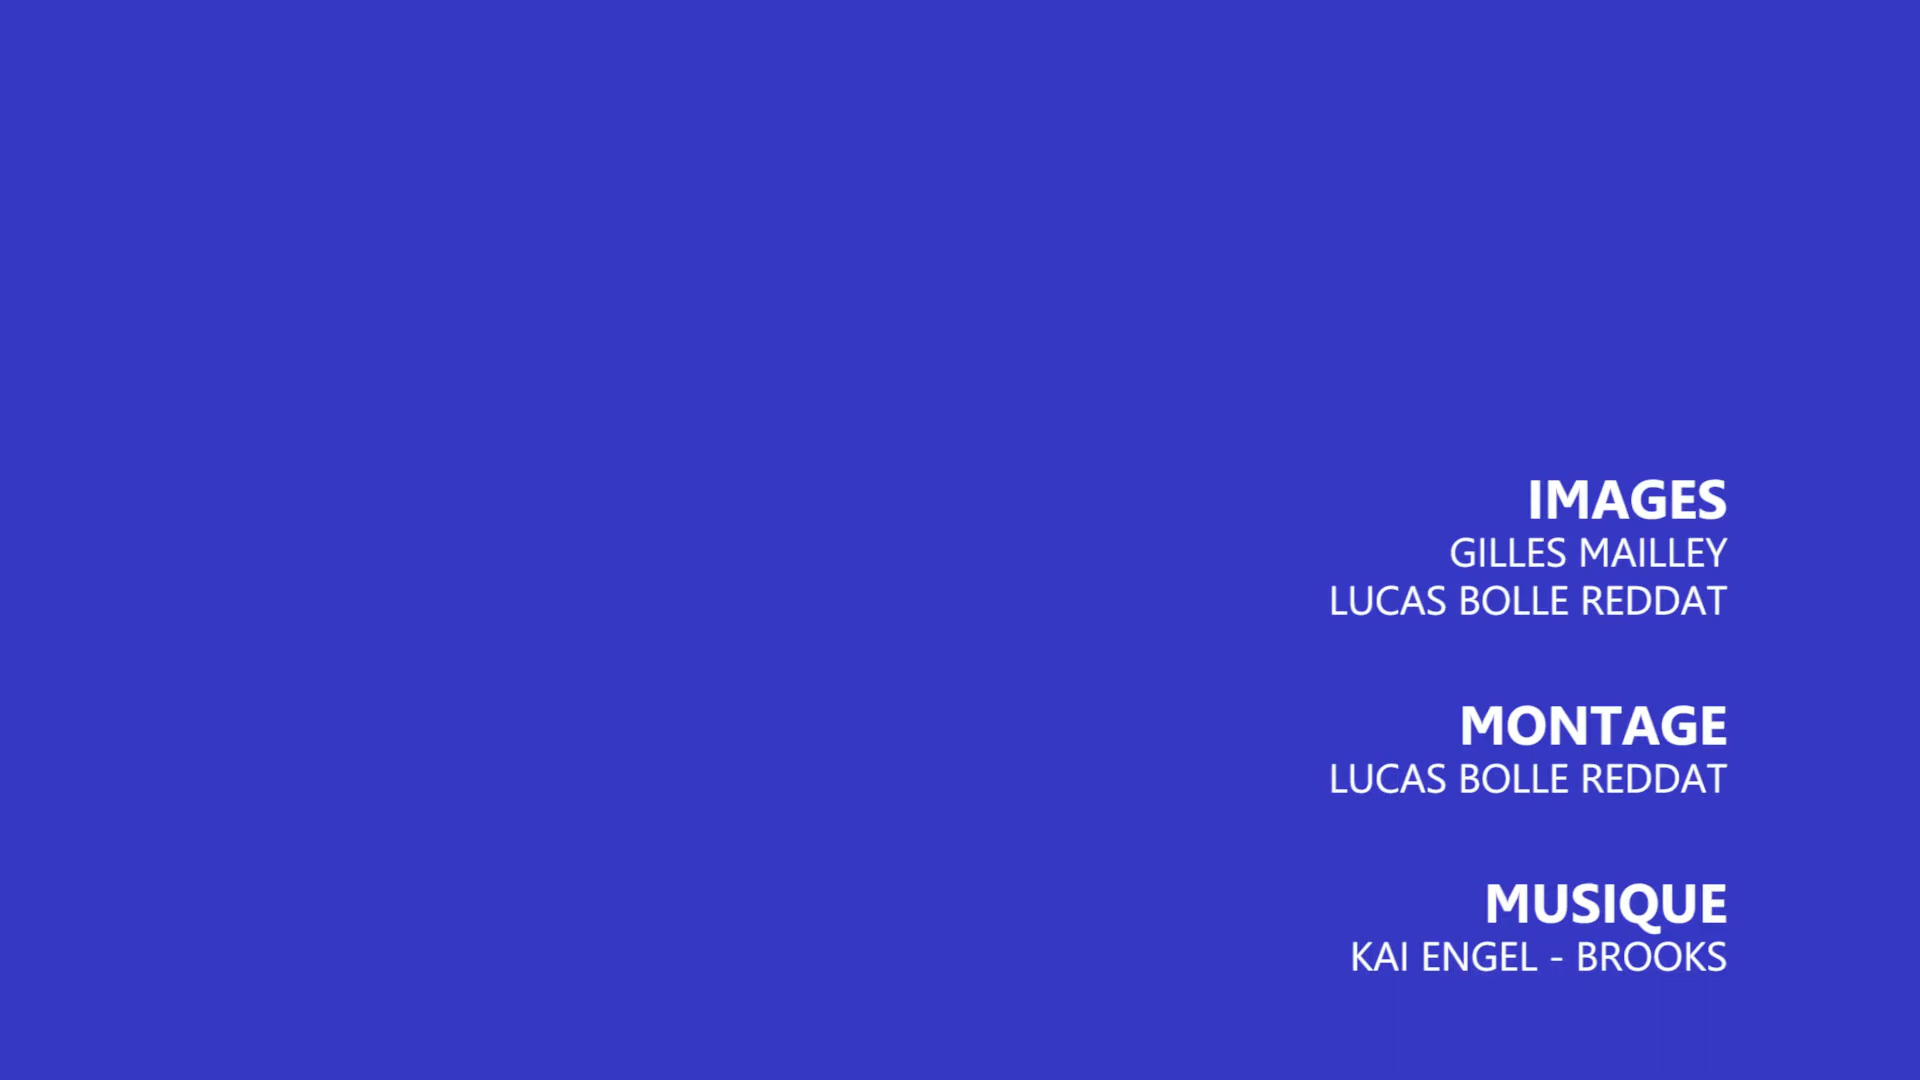 IMAGES
GILLES MAILLEY
LUCAS BOLLE REDDAT
MONTAGE
LUCAS BOLLE REDDAT
MUSIQUE
KAI ENGEL - BROOKS